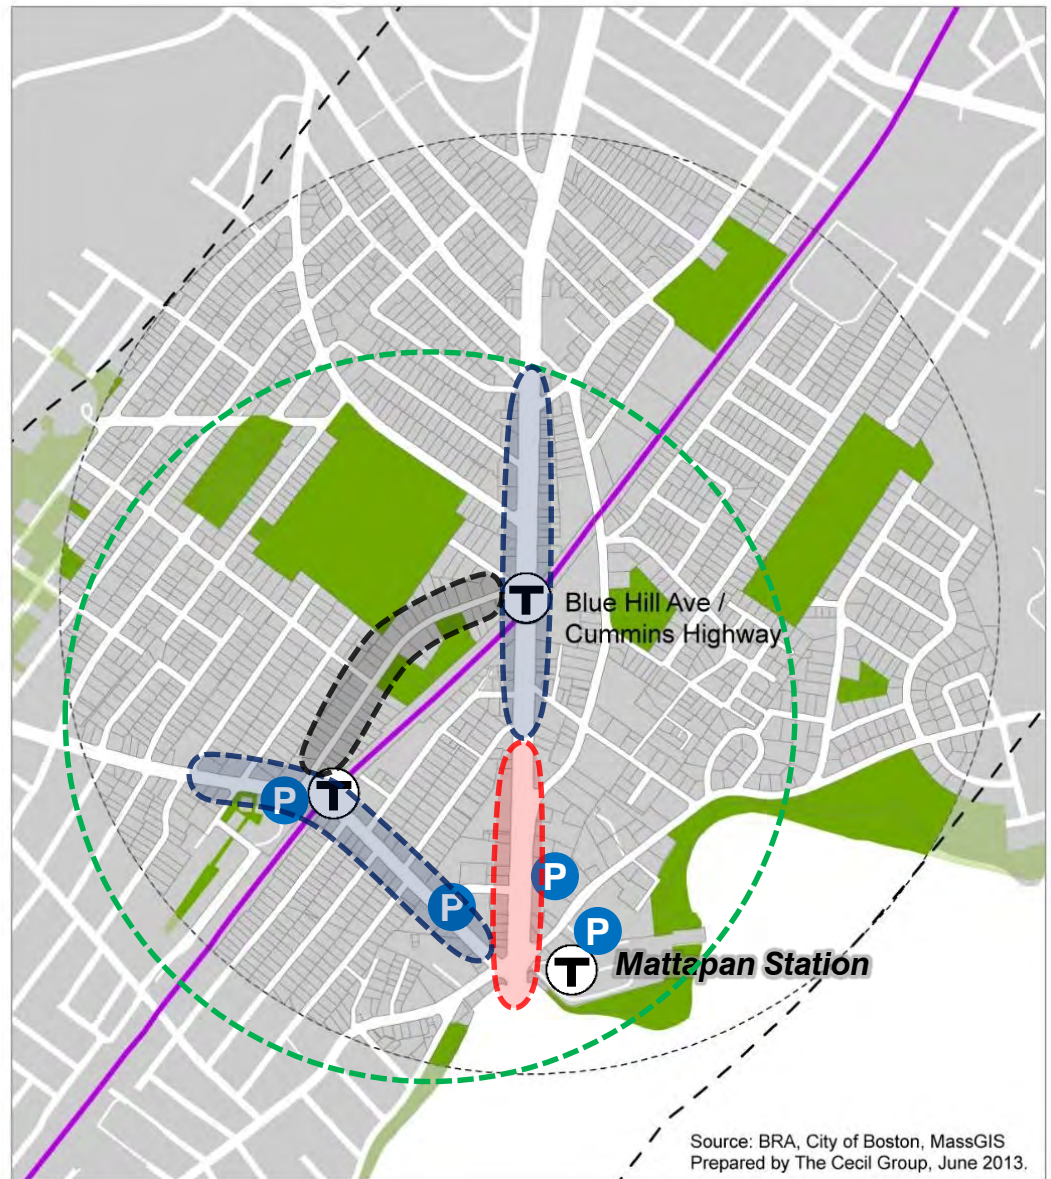 T
Blue Hill Ave /
Cummins Highway
P
T
P
P
P
T
Mattapan Station
Source: BRA, City of Boston, MassGIS
Prepared by The Cecil Group, June 2013.